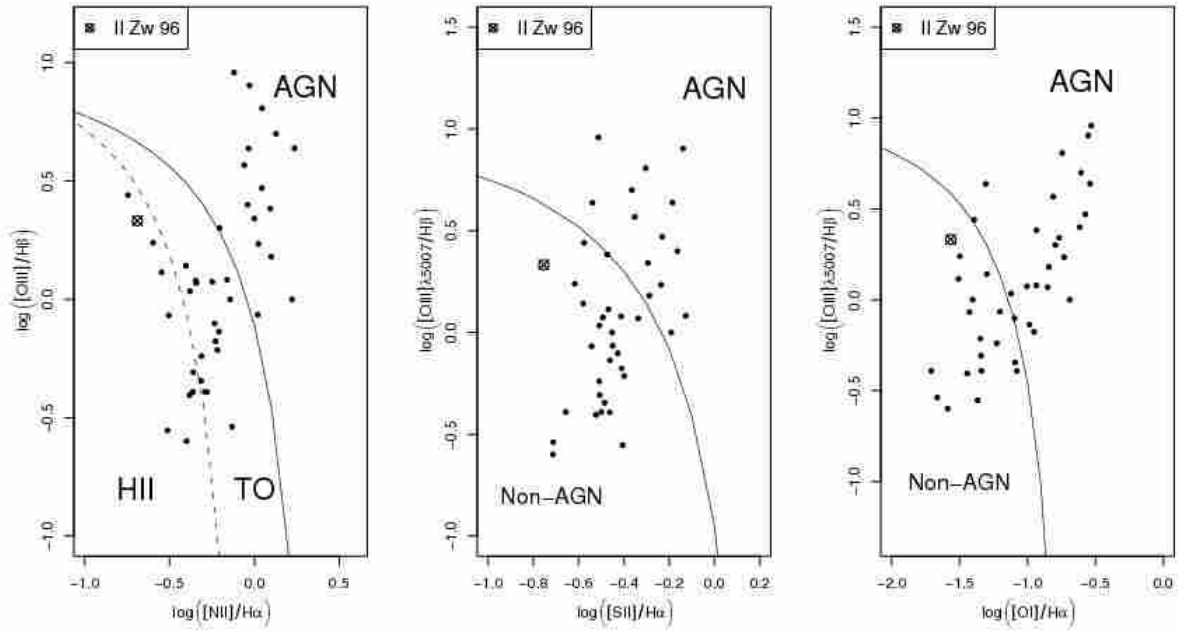 II Zw 96
AGN
HII
TO
log([OIII]/Hβ)
1.0
0.5
0.0
−0.5
−1.0
−1.0 −0.5 0.0 0.5
log([NII]/Hα)
II Zw 96
AGN
Non−AGN
log([OIII]λ5007/Hβ)
1.5
1.0
0.5
0.0
−0.5
−1.0
−1.0 −0.8 −0.6 −0.4 −0.2 0.0 0.2
log([SII]/Hα)
II Zw 96
AGN
Non−AGN
log([OIII]λ5007/Hβ)
1.5
1.0
0.5
0.0
−0.5
−1.0
−2.0 −1.5 −1.0 −0.5 0.0
log([OI]/Hα)